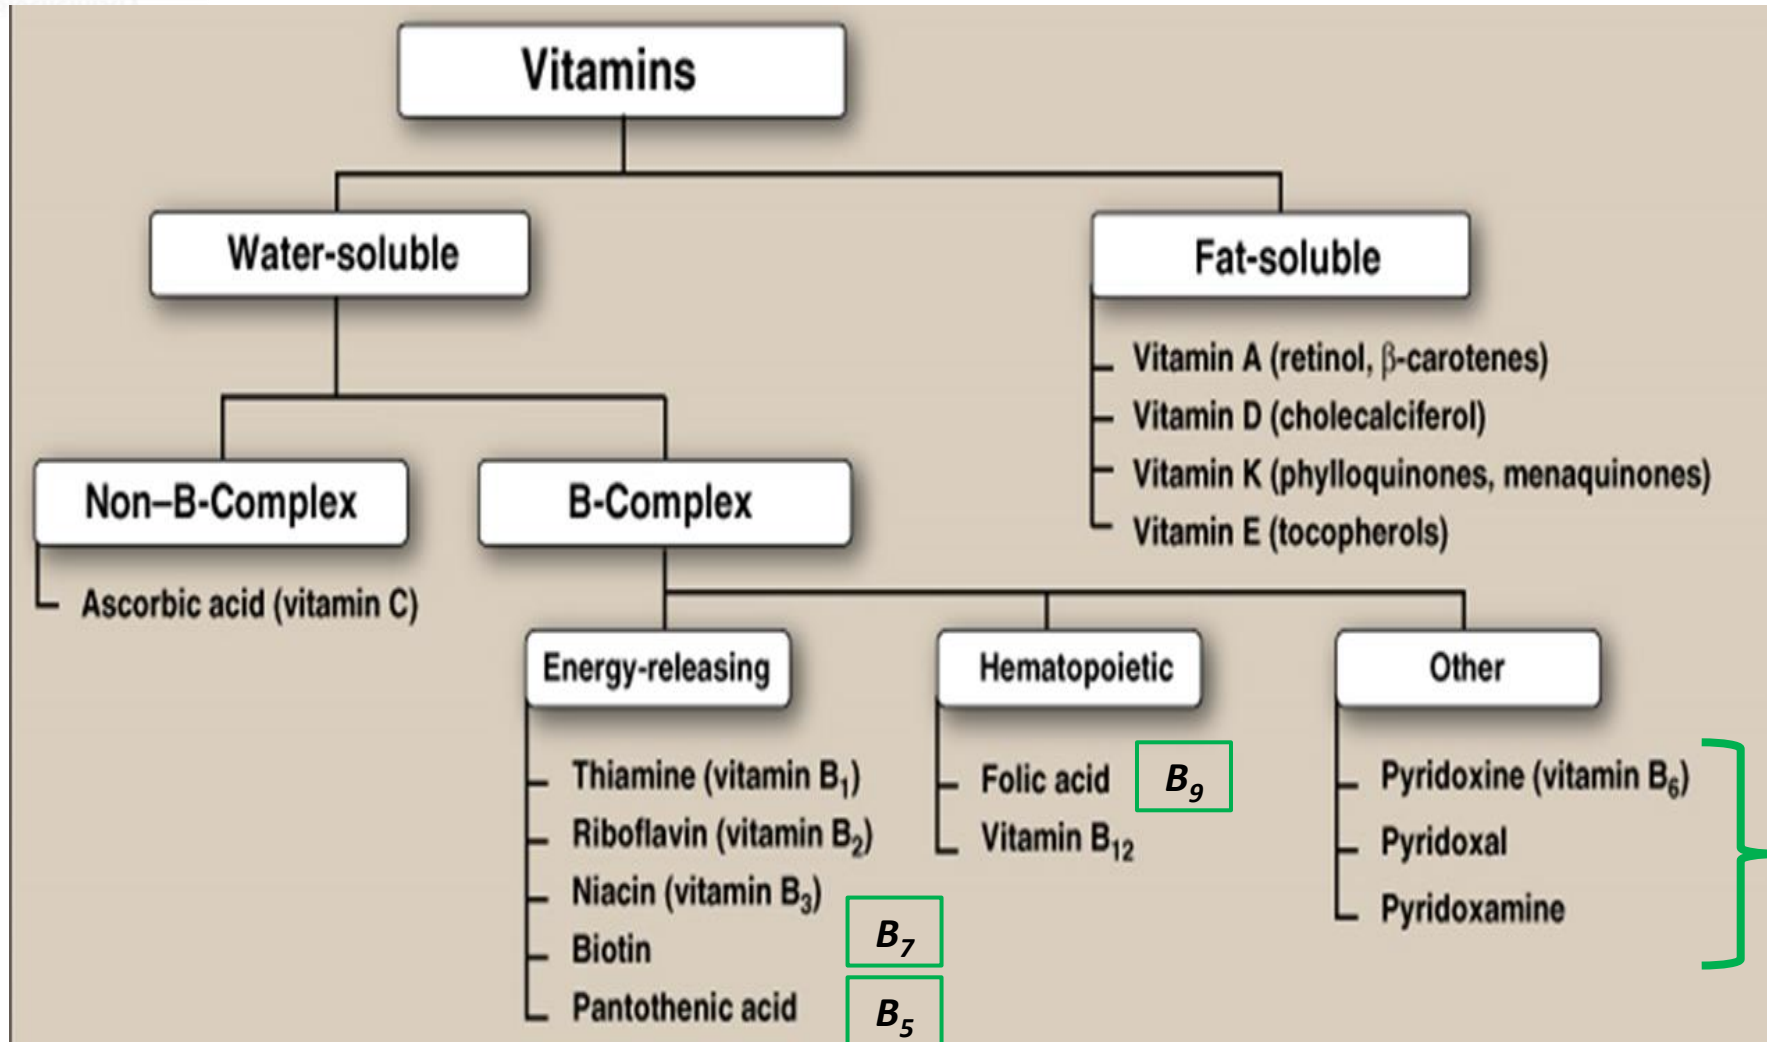 Vitamins
Water-soluble
Fat-soluble
Vitamin A (retinol, β-carotenes)
Vitamin D (cholecalciferol)
Vitamin K (phylloquinones, menaquinones)
Vitamin E (tocopherols)
Non–B-Complex
B-Complex
Ascorbic acid (vitamin C)
Energy-releasing
Hematopoietic
Other
Thiamine (vitamin B₁)
Riboflavin (vitamin B₂)
Niacin (vitamin B₃)
Biotin
B₇
Pantothenic acid
B₅
Folic acid
B₉
Vitamin B₁₂
Pyridoxine (vitamin B₆)
Pyridoxal
Pyridoxamine